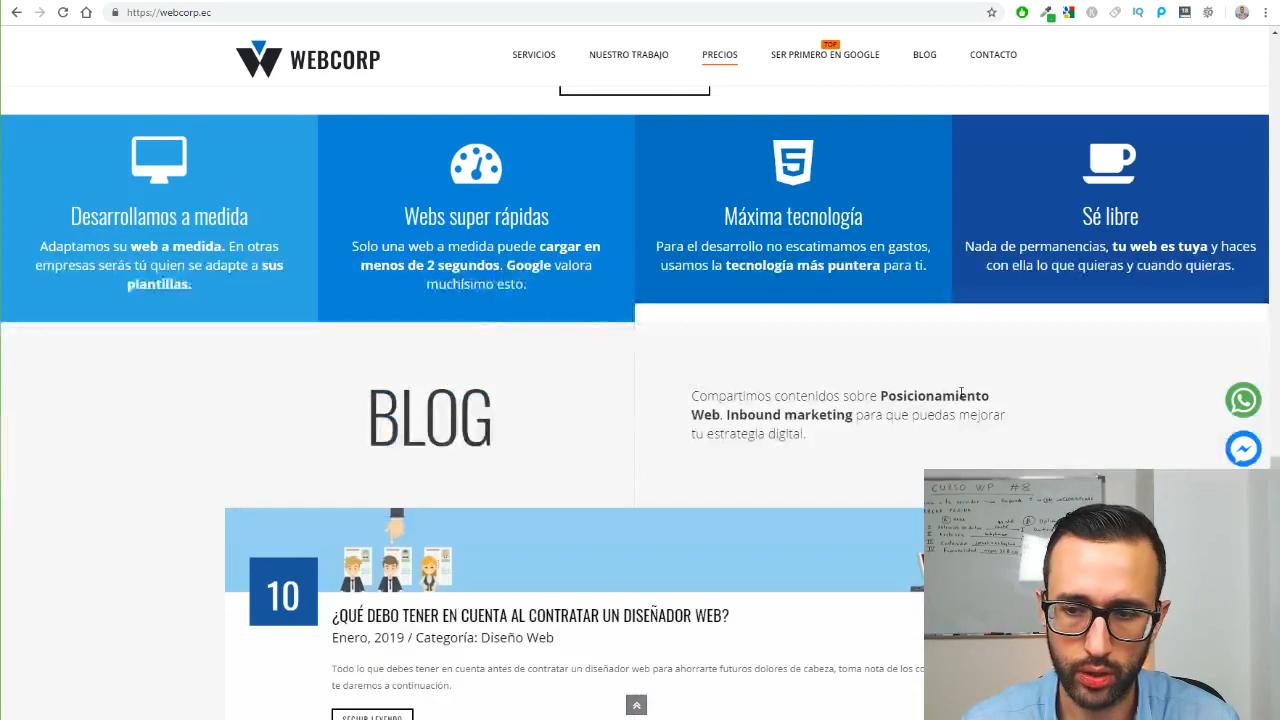 https://webcorp.ec
WEBCORP
SERVICIOS
NUESTRO TRABAJO
PRECIOS
TOP
SER PRIMERO EN GOOGLE
BLOG
CONTACTO
Desarrollamos a medida
Adaptamos su web a medida. En otras
empresas serás tú quien se adapte a sus
plantillas.
Webs super rápidas
Solo una web a medida puede cargar en
menos de 2 segundos. Google valora
muchísimo esto.
Máxima tecnología
Para el desarrollo no escatimamos en gastos,
usamos la tecnología más puntera para ti.
Sé libre
Nada de permanencias, tu web es tuya y haces
con ella lo que quieras y cuando quieras.
BLOG
Compartimos contenidos sobre Posicionamiento
Web. Inbound marketing para que puedas mejorar
tu estrategia digital.
10
¿QUÉ DEBO TENER EN CUENTA AL CONTRATAR UN DISEÑADOR WEB?
Enero, 2019 / Categoría: Diseño Web
Todo lo que debes tener en cuenta antes de contratar un diseñador web para ahorrarte futuros dolores de cabeza, toma nota de los
te daremos a continuación.
SEGUIR LEYENDO
CURSO WP #8